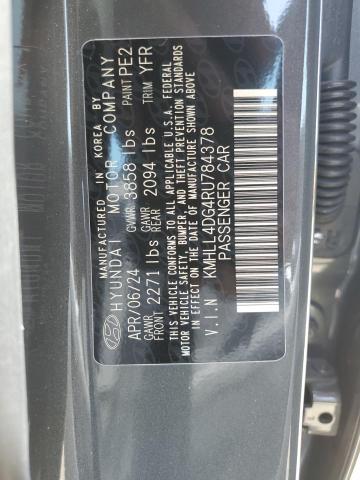 MANUFACTURED IN KOREA BY
HYUNDAI MOTOR COMPANY
APR/06/24 GVWR 3858 lbs PAINT PE2
GAWR FRONT 2271 lbs GAWR REAR 2094 lbs TRIM YFR
THIS VEHICLE CONFORMS TO ALL APPLICABLE U.S.A. FEDERAL
MOTOR VEHICLE SAFETY, BUMPER, AND THEFT PREVENTION STANDARDS
IN EFFECT ON THE DATE OF MANUFACTURE SHOWN ABOVE
V.I.N KMHLL4DG4RU784378
PASSENGER CAR